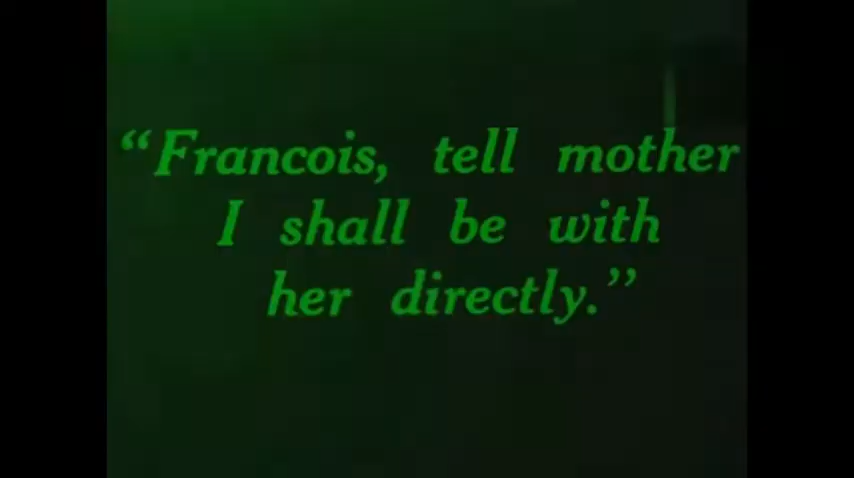 “Francois, tell mother
I shall be with
her directly.”